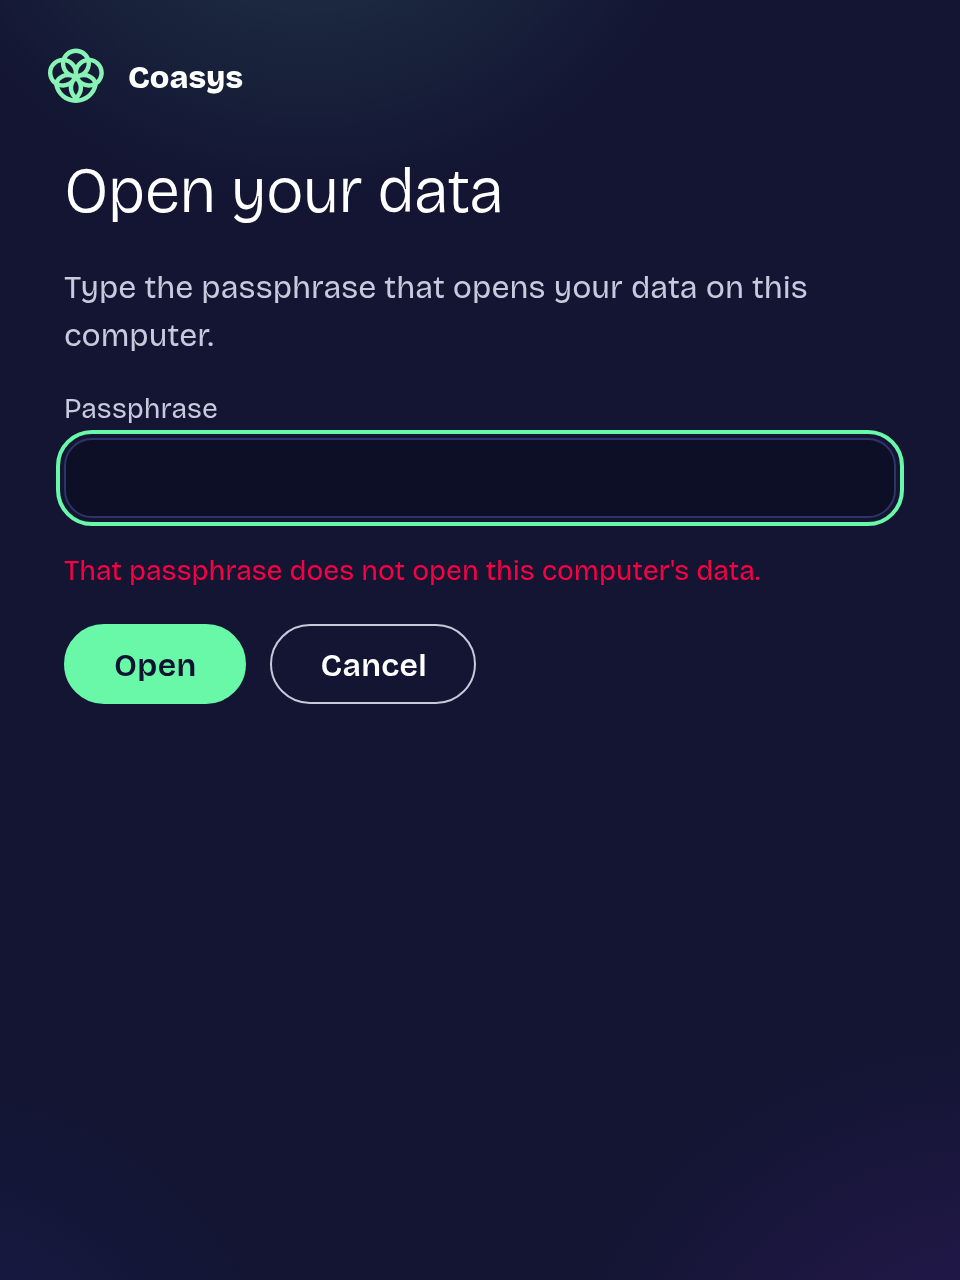 Coasys
Open your data
Type the passphrase that opens your data on this
computer.
Passphrase
That passphrase does not open this computer's data.
Open
Cancel